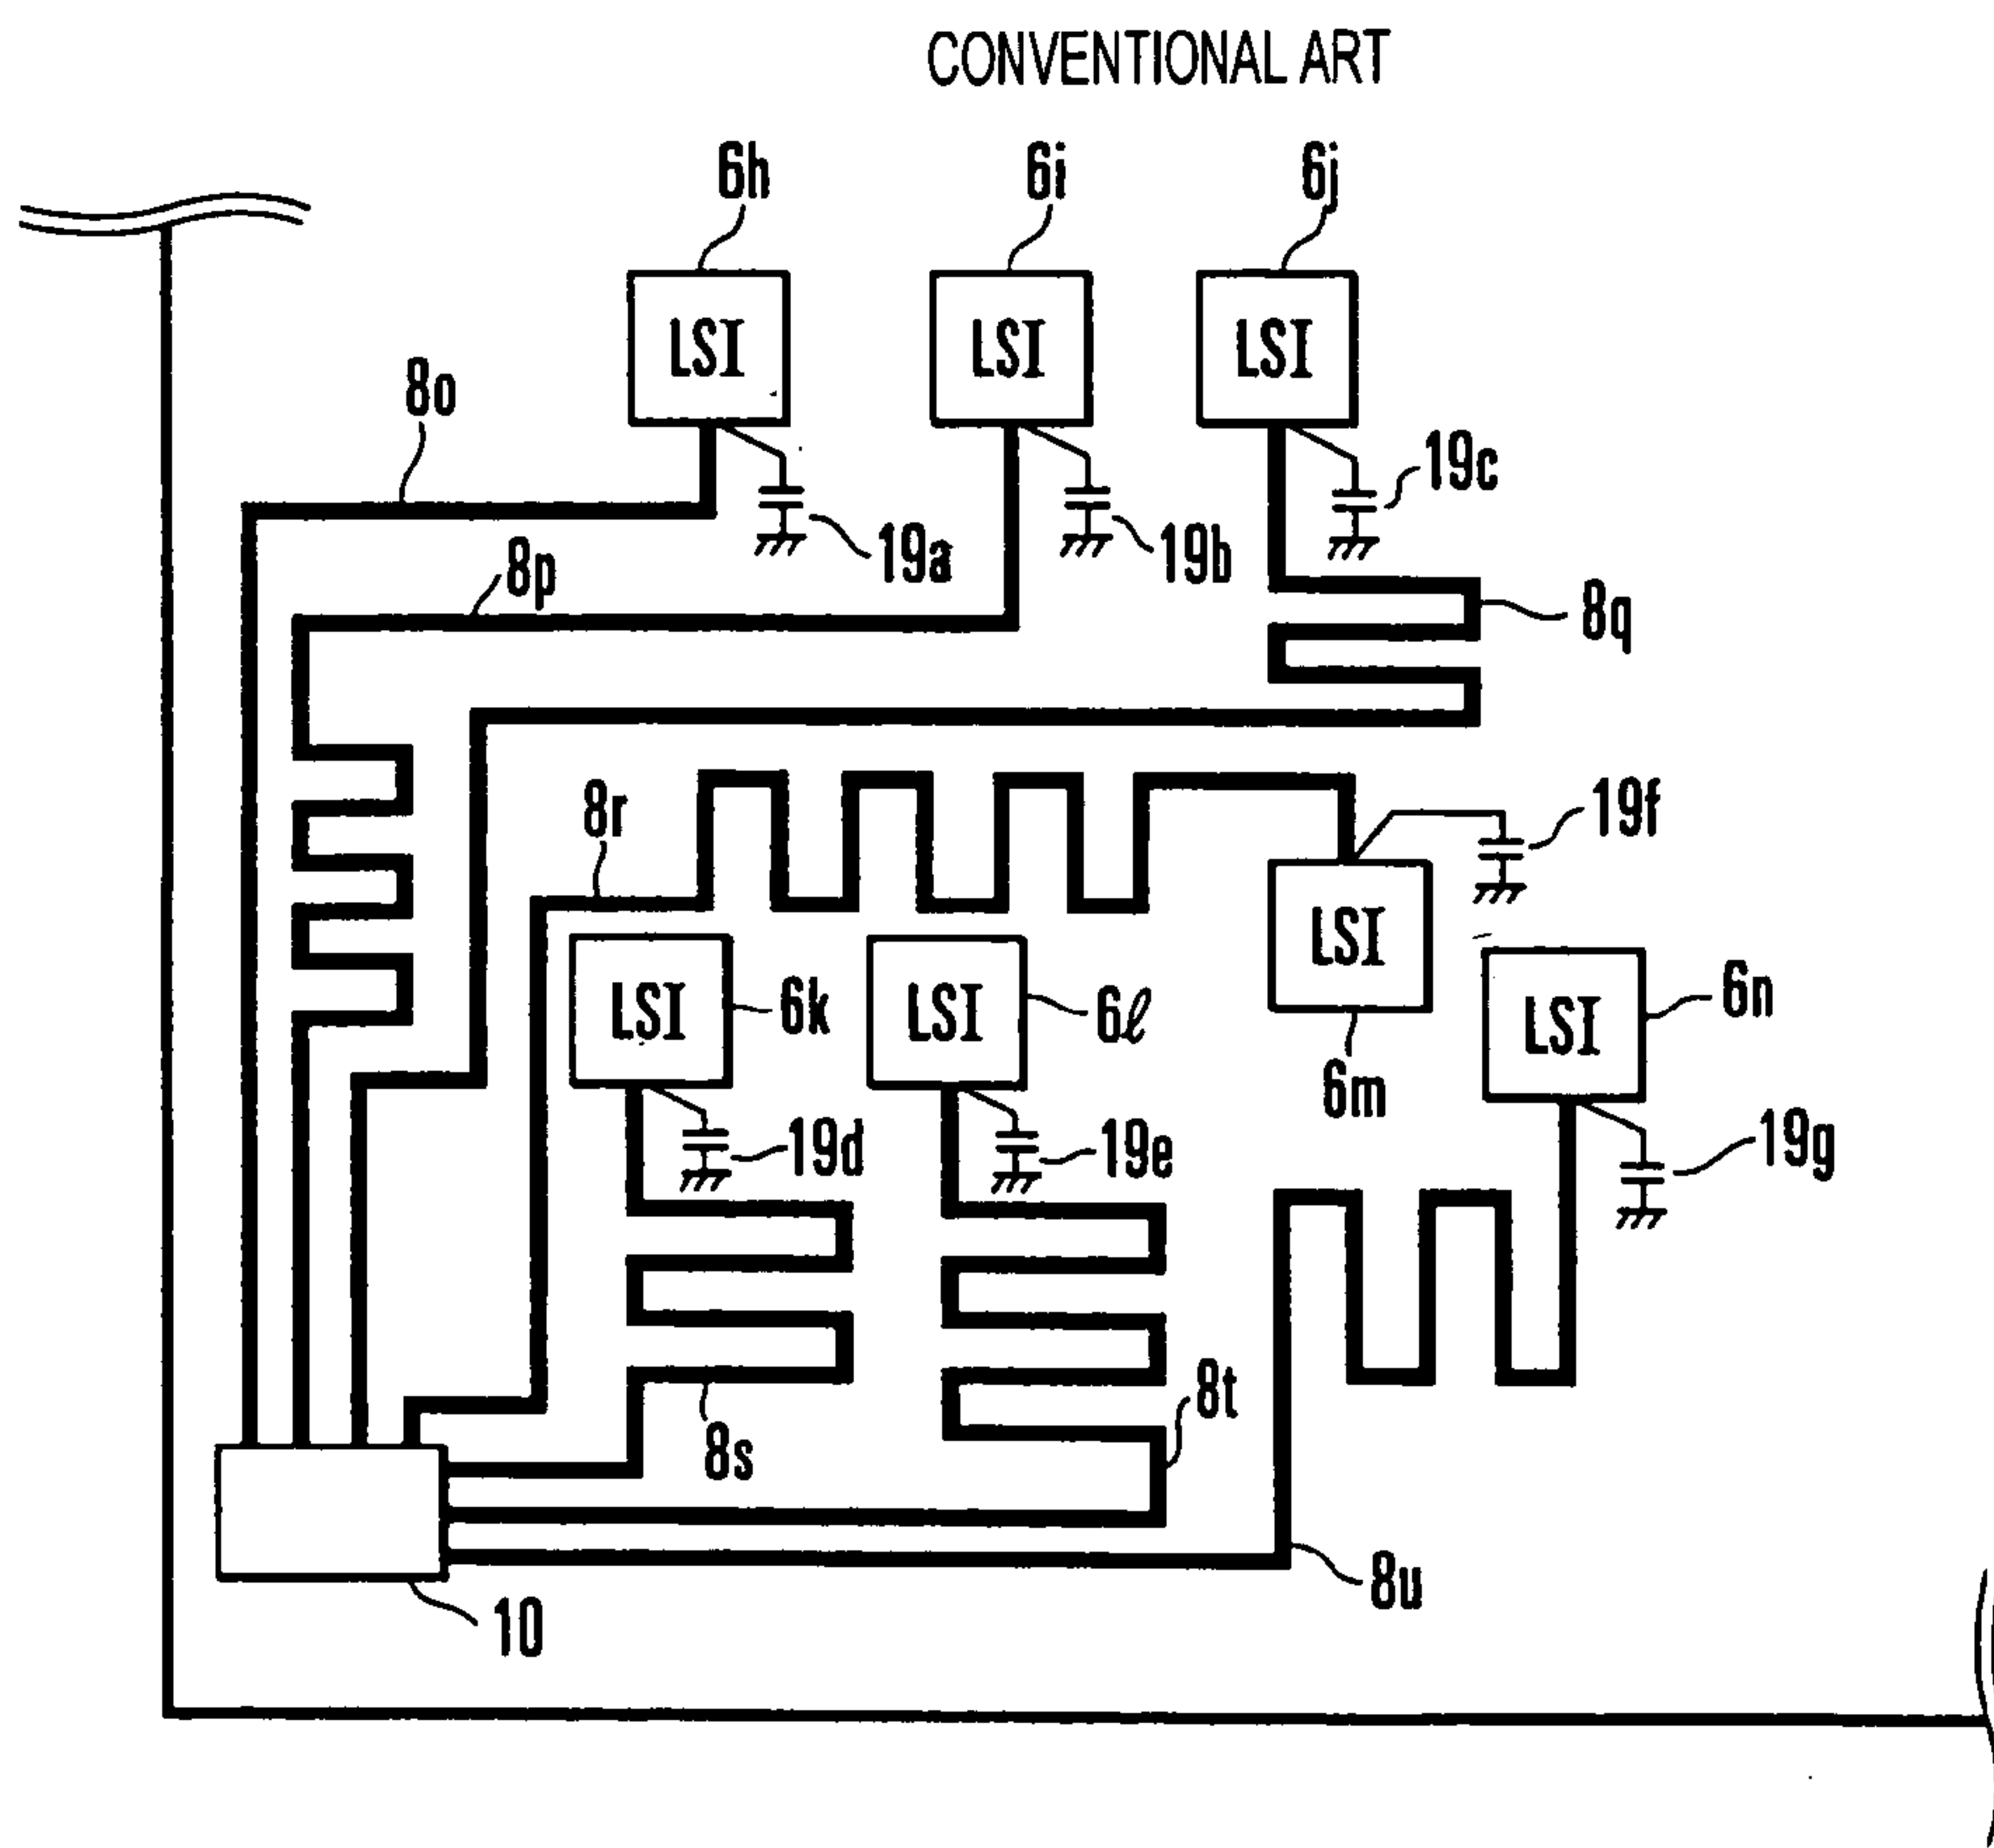 CONVENTIONAL ART
6h 6i 6j
LSI LSI LSI
8o
19c
19a 19b
8p
8q
8r 19f
LSI
6k 6ℓ 6n
LSI LSI LSI
6m
19d 19e 19g
8t
8s
8u
10